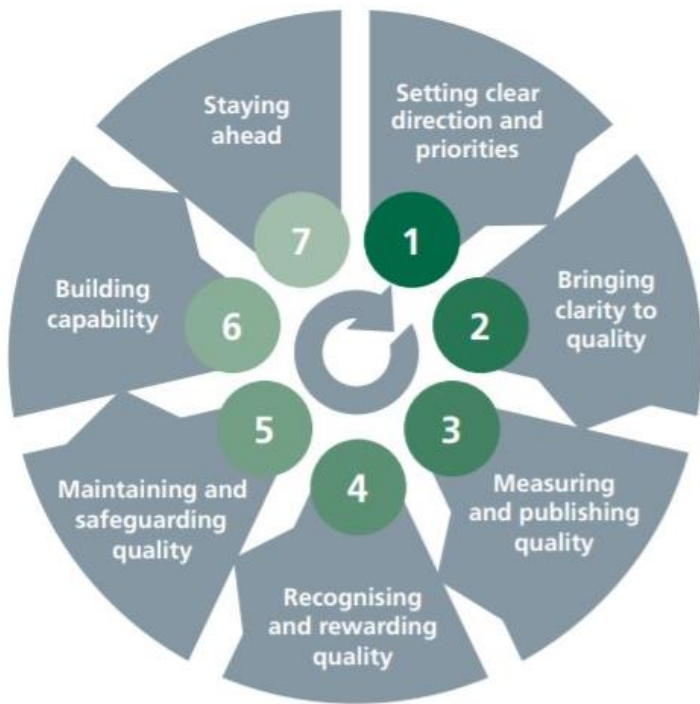 1
Setting clear
direction and
priorities
2
Bringing
clarity to
quality
3
Measuring
and publishing
quality
4
Recognising
and rewarding
quality
5
Maintaining and
safeguarding
quality
6
Building
capability
7
Staying
ahead